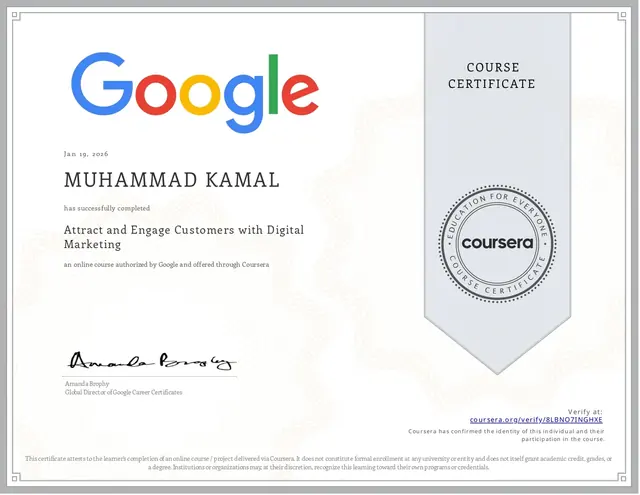 Google
COURSE
CERTIFICATE
Jan 19, 2026
MUHAMMAD KAMAL
has successfully completed
Attract and Engage Customers with Digital
Marketing
an online course authorized by Google and offered through Coursera
EDUCATION FOR EVERYONE
coursera
COURSE CERTIFICATE
Amanda Brophy
Amanda Brophy
Global Director of Google Career Certificates
Verify at:
coursera.org/verify/8LBNO7INGHXE
Coursera has confirmed the identity of this individual and their
participation in the course.
This certificate attests to the learner's completion of an online course / project delivered via Coursera. It does not constitute formal enrollment at any university or entity and does not itself grant academic credit, grades, or
a degree. Institutions or organizations may, at their discretion, recognize this learning toward their own programs or credentials.